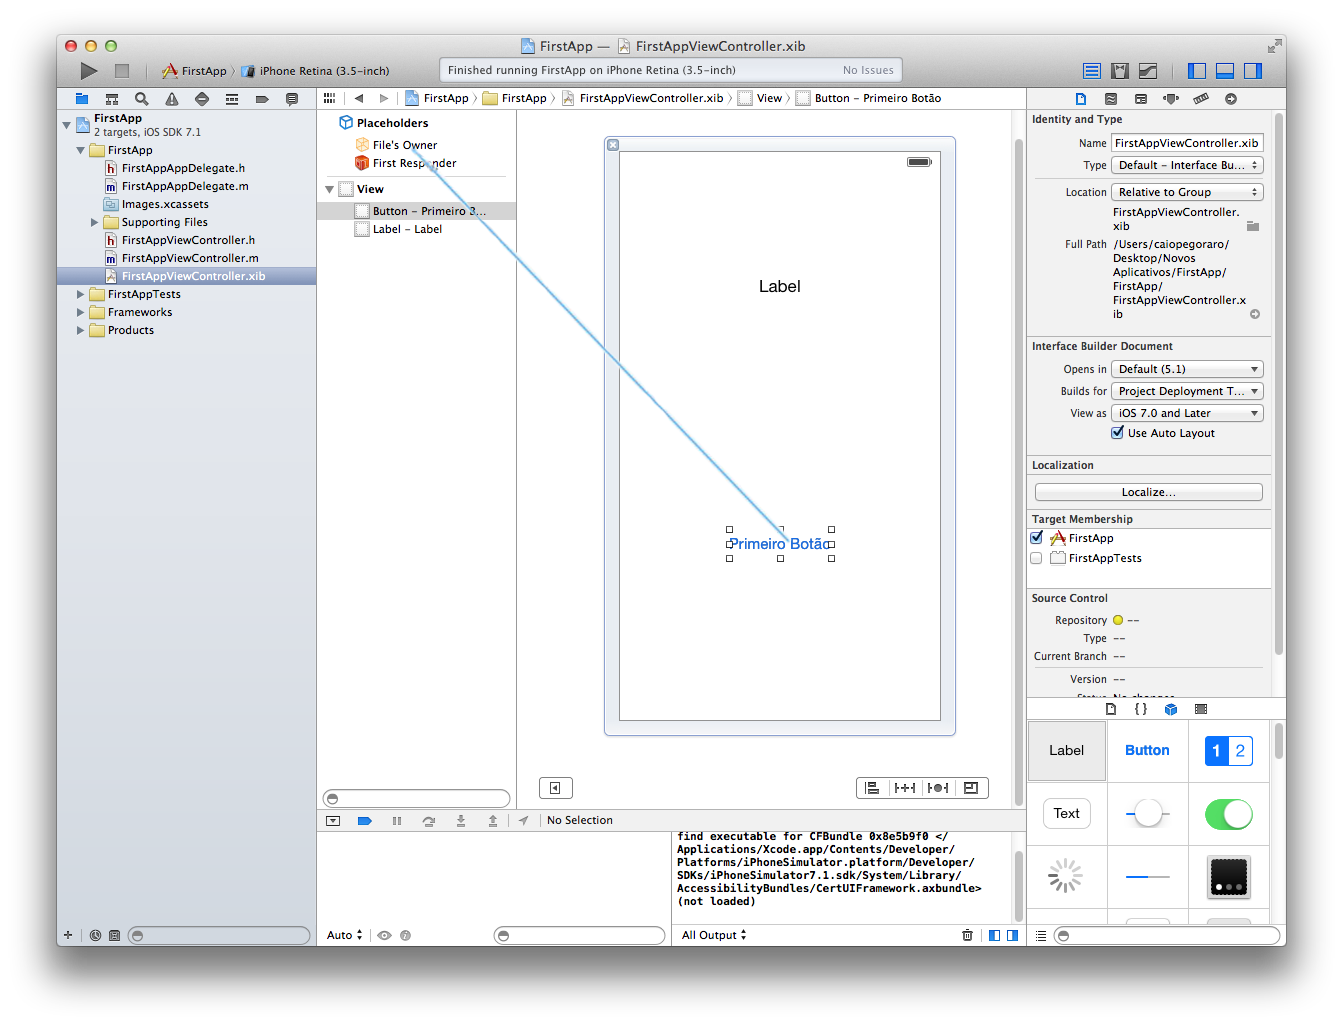 FirstApp — FirstAppViewController.xib
FirstApp
iPhone Retina (3.5-inch)
Finished running FirstApp on iPhone Retina (3.5-inch)
No Issues
FirstApp
FirstApp
FirstAppViewController.xib
View
Button – Primeiro Botão
FirstApp
2 targets, iOS SDK 7.1
FirstApp
FirstAppAppDelegate.h
FirstAppAppDelegate.m
Images.xcassets
Supporting Files
FirstAppViewController.h
FirstAppViewController.m
FirstAppViewController.xib
FirstAppTests
Frameworks
Products
Placeholders
File's Owner
First Responder
View
Button – Primeiro B...
Label – Label
Label
Primeiro Botão
Identity and Type
Name FirstAppViewController.xib
Type Default – Interface Bu...
Location Relative to Group
FirstAppViewController.
xib
Full Path /Users/caiopegoraro/
Desktop/Novos
Aplicativos/FirstApp/
FirstApp/
FirstAppViewController.x
ib
Interface Builder Document
Opens in Default (5.1)
Builds for Project Deployment T...
View as iOS 7.0 and Later
Use Auto Layout
Localization
Localize...
Target Membership
FirstApp
FirstAppTests
Source Control
Repository --
Type --
Current Branch --
Version --
Status No changes
Label
Button
1 2
Text
No Selection
find executable for CFBundle 0x8e5b9f0 </
Applications/Xcode.app/Contents/Developer/
Platforms/iPhoneSimulator.platform/Developer/
SDKs/iPhoneSimulator7.1.sdk/System/Library/
AccessibilityBundles/CertUIFramework.axbundle>
(not loaded)
Auto
All Output